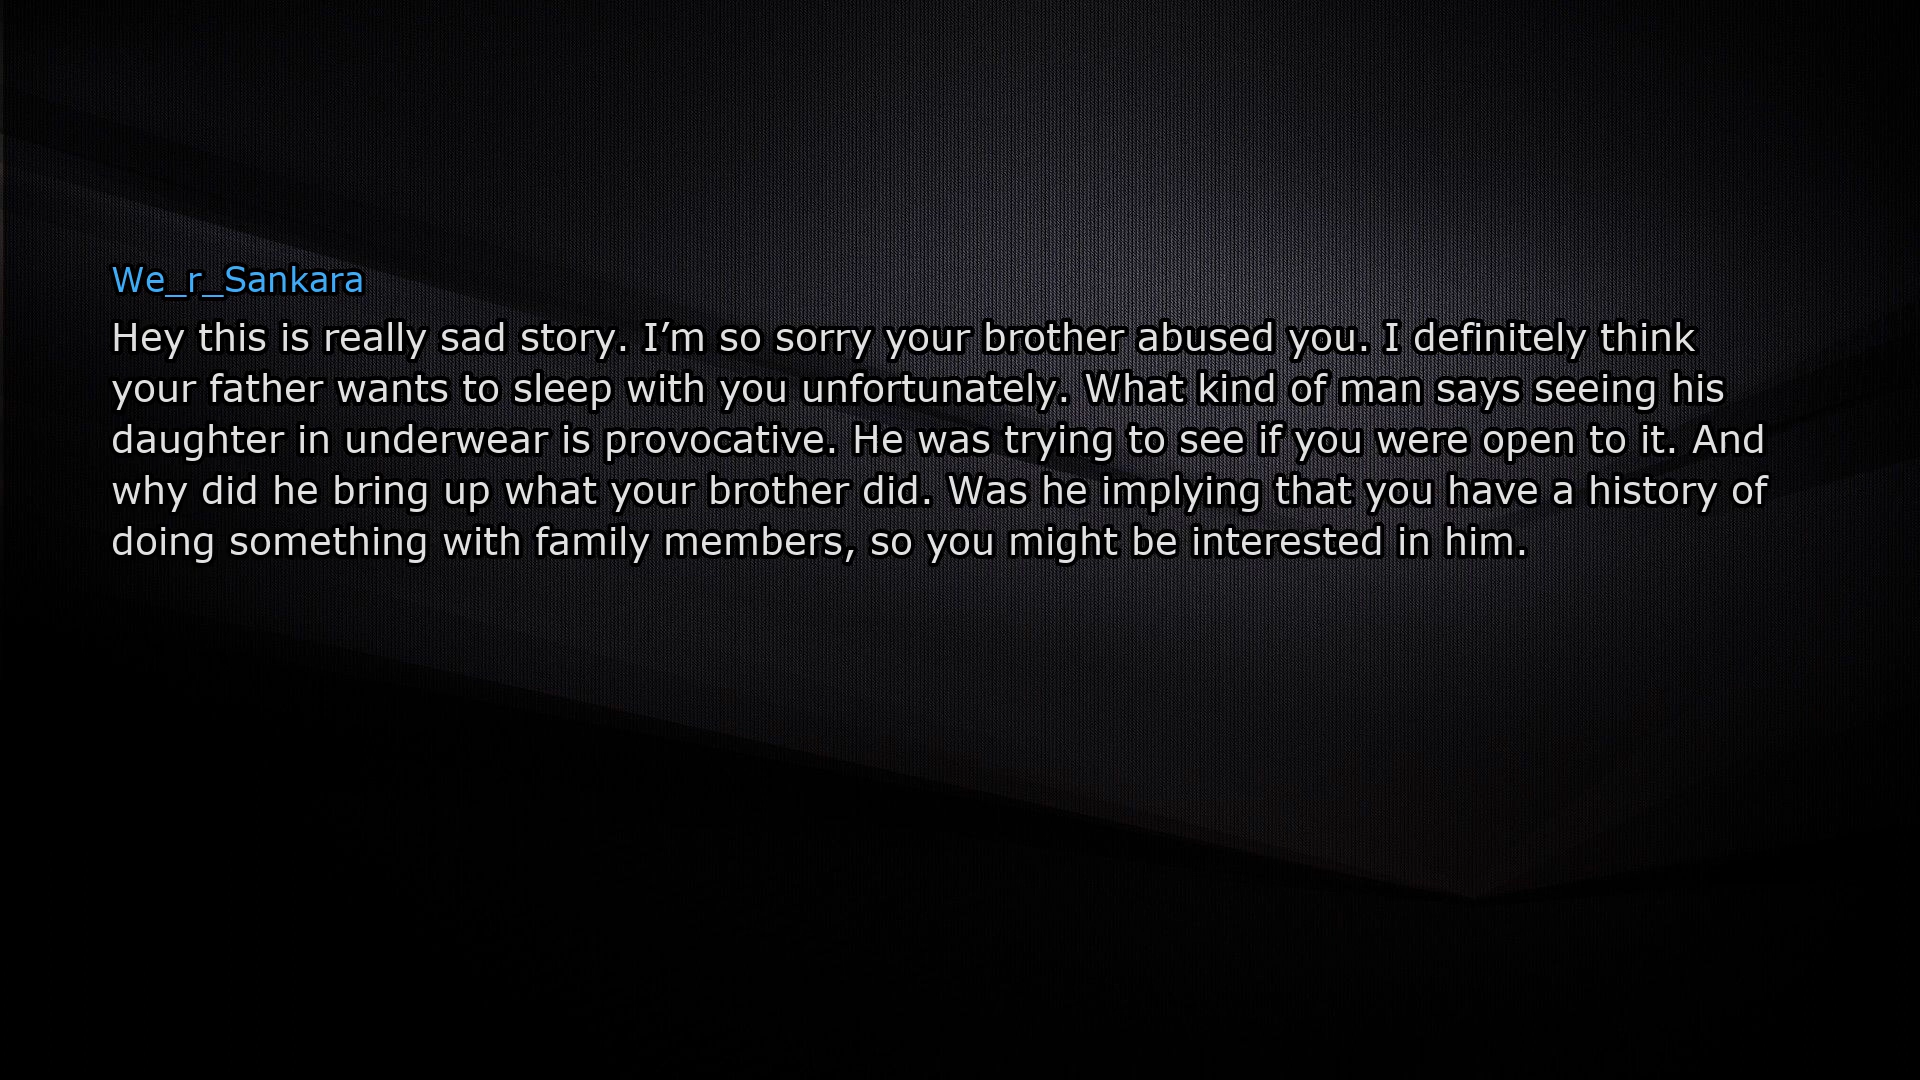 We_r_Sankara
Hey this is really sad story. I’m so sorry your brother abused you. I definitely think
your father wants to sleep with you unfortunately. What kind of man says seeing his
daughter in underwear is provocative. He was trying to see if you were open to it. And
why did he bring up what your brother did. Was he implying that you have a history of
doing something with family members, so you might be interested in him.